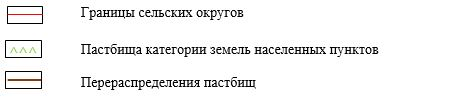 Границы сельских округов
Пастбища категории земель населенных пунктов
Перераспределения пастбищ